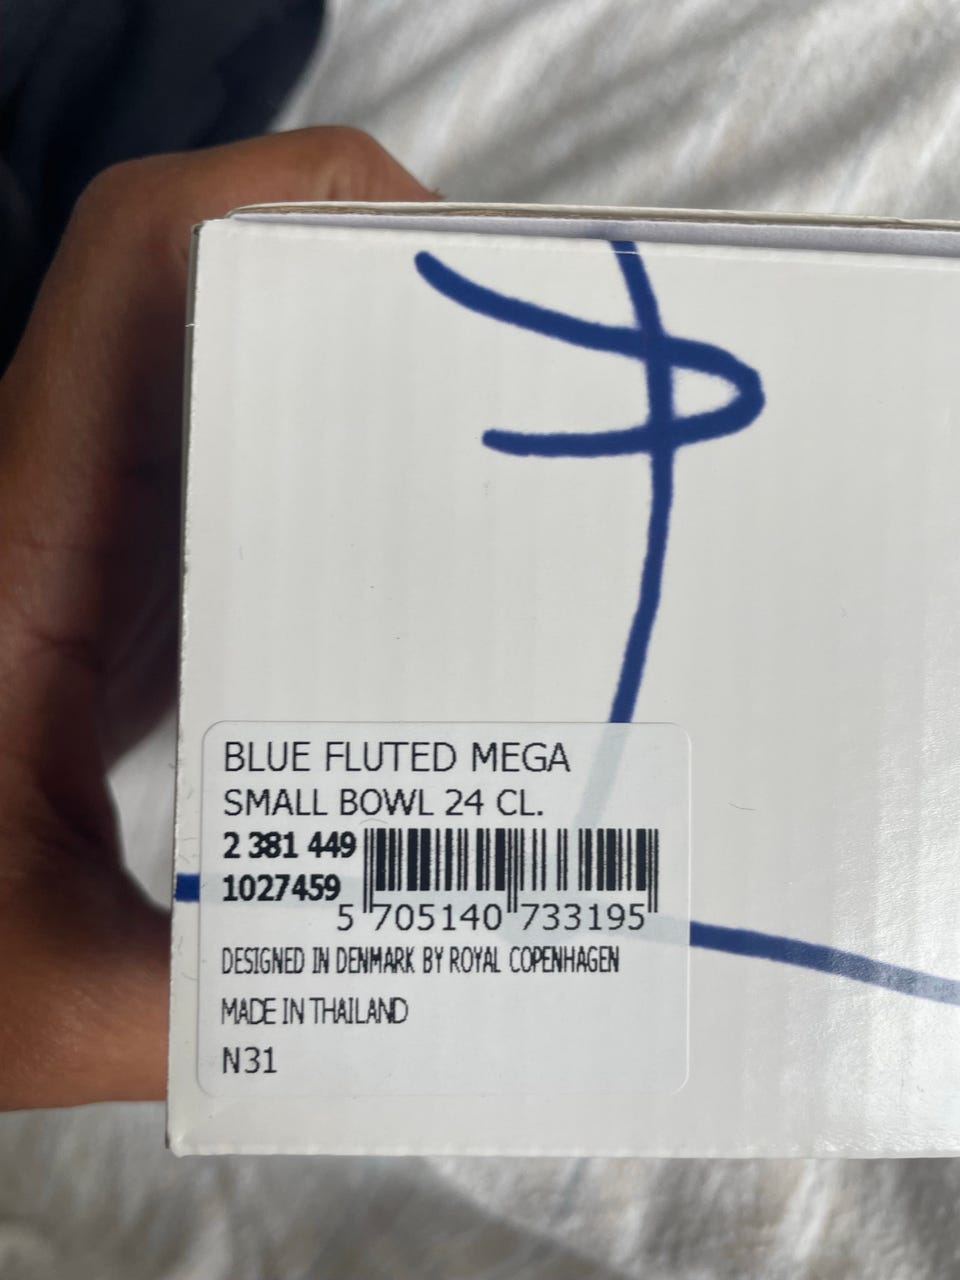 BLUE FLUTED MEGA
SMALL BOWL 24 CL.
2 381 449
1027459
5 705140 733195
DESIGNED IN DENMARK BY ROYAL COPENHAGEN
MADE IN THAILAND
N31